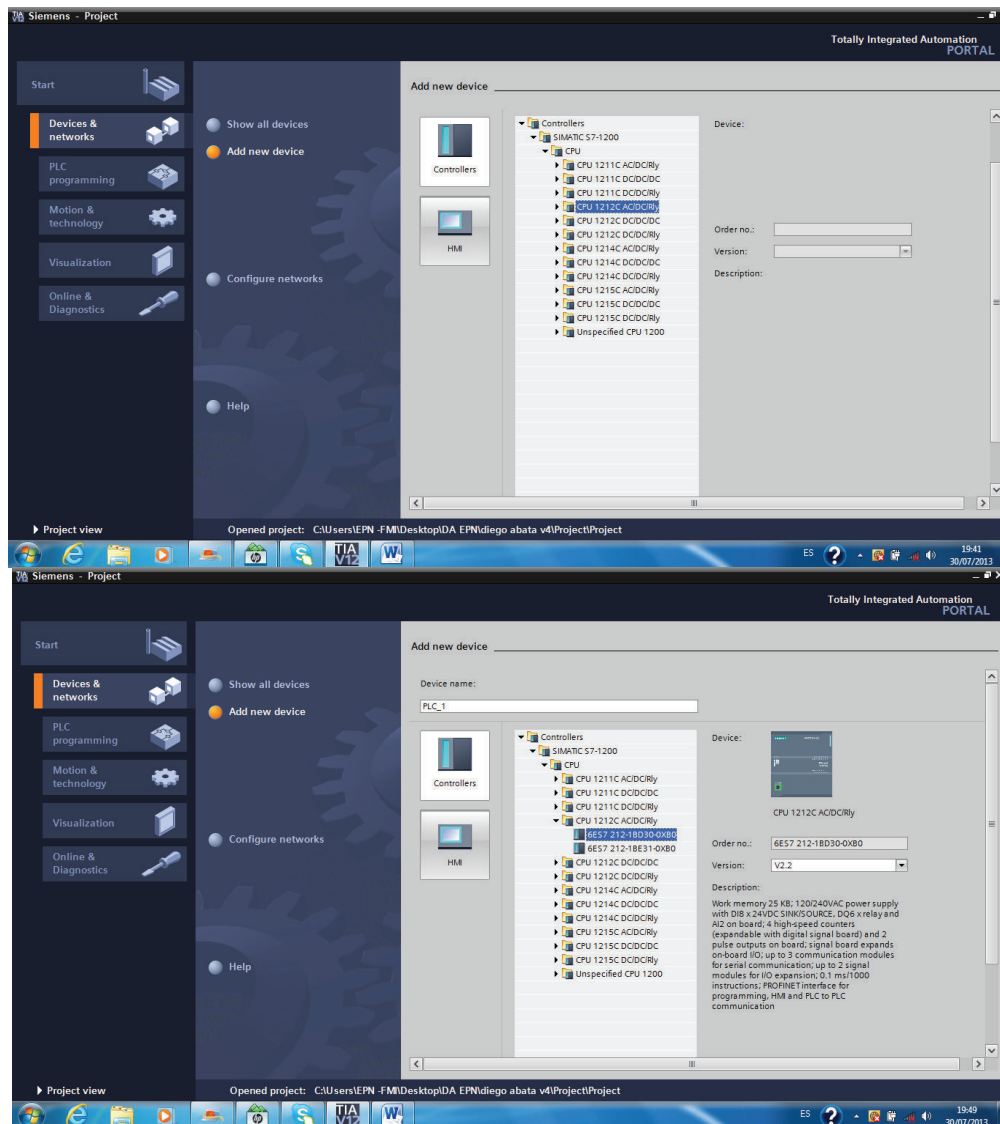 Siemens - Project
Totally Integrated Automation
PORTAL
Start
Devices &
networks
PLC
programming
Motion &
technology
Visualization
Online &
Diagnostics
Show all devices
Add new device
Configure networks
Help
Add new device
Controllers
HMI
Controllers
SIMATIC S7-1200
CPU
CPU 1211C AC/DC/Rly
CPU 1211C DC/DC/DC
CPU 1211C DC/DC/Rly
CPU 1212C AC/DC/Rly
CPU 1212C DC/DC/DC
CPU 1212C DC/DC/Rly
CPU 1214C AC/DC/Rly
CPU 1214C DC/DC/DC
CPU 1214C DC/DC/Rly
CPU 1215C AC/DC/Rly
CPU 1215C DC/DC/DC
CPU 1215C DC/DC/Rly
Unspecified CPU 1200
Device:
Order no.:
Version:
Description:
Project view
Opened project: C:\Users\EPN -FMI\Desktop\DA EPN\diego abata v4\Project\Project
hp
TIA
V12
ES
19:41
30/07/2013
Siemens - Project
Totally Integrated Automation
PORTAL
Start
Devices &
networks
PLC
programming
Motion &
technology
Visualization
Online &
Diagnostics
Show all devices
Add new device
Configure networks
Help
Add new device
Device name:
PLC_1
Controllers
HMI
Controllers
SIMATIC S7-1200
CPU
CPU 1211C AC/DC/Rly
CPU 1211C DC/DC/DC
CPU 1211C DC/DC/Rly
CPU 1212C AC/DC/Rly
6ES7 212-1BD30-0XB0
6ES7 212-1BE31-0XB0
CPU 1212C DC/DC/DC
CPU 1212C DC/DC/Rly
CPU 1214C AC/DC/Rly
CPU 1214C DC/DC/DC
CPU 1214C DC/DC/Rly
CPU 1215C AC/DC/Rly
CPU 1215C DC/DC/DC
CPU 1215C DC/DC/Rly
Unspecified CPU 1200
Device:
CPU 1212C AC/DC/Rly
Order no.: 6ES7 212-1BD30-0XB0
Version: V2.2
Description:
Work memory 25 KB; 120/240VAC power supply
with DI8 x 24VDC SINK/SOURCE, DQ6 x relay and
AI2 on board; 4 high-speed counters
(expandable with digital signal board) and 2
pulse outputs on board; signal board expands
on-board I/O; up to 3 communication modules
for serial communication; up to 2 signal
modules for I/O expansion; 0.1 ms/1000
instructions; PROFINET interface for
programming, HMI and PLC to PLC
communication
Project view
Opened project: C:\Users\EPN -FMI\Desktop\DA EPN\diego abata v4\Project\Project
hp
TIA
V12
ES
19:49
30/07/2013